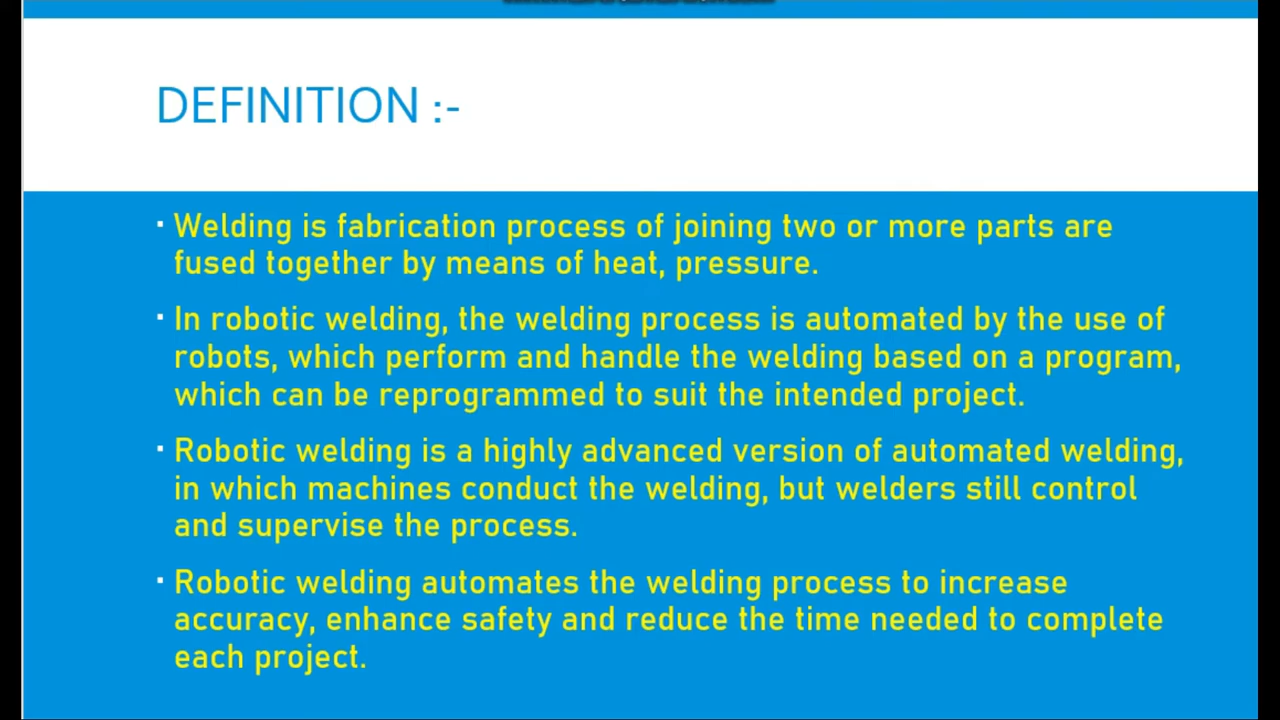 DEFINITION :-
▪ Welding is fabrication process of joining two or more parts are
fused together by means of heat, pressure.
▪ In robotic welding, the welding process is automated by the use of
robots, which perform and handle the welding based on a program,
which can be reprogrammed to suit the intended project.
▪ Robotic welding is a highly advanced version of automated welding,
in which machines conduct the welding, but welders still control
and supervise the process.
▪ Robotic welding automates the welding process to increase
accuracy, enhance safety and reduce the time needed to complete
each project.